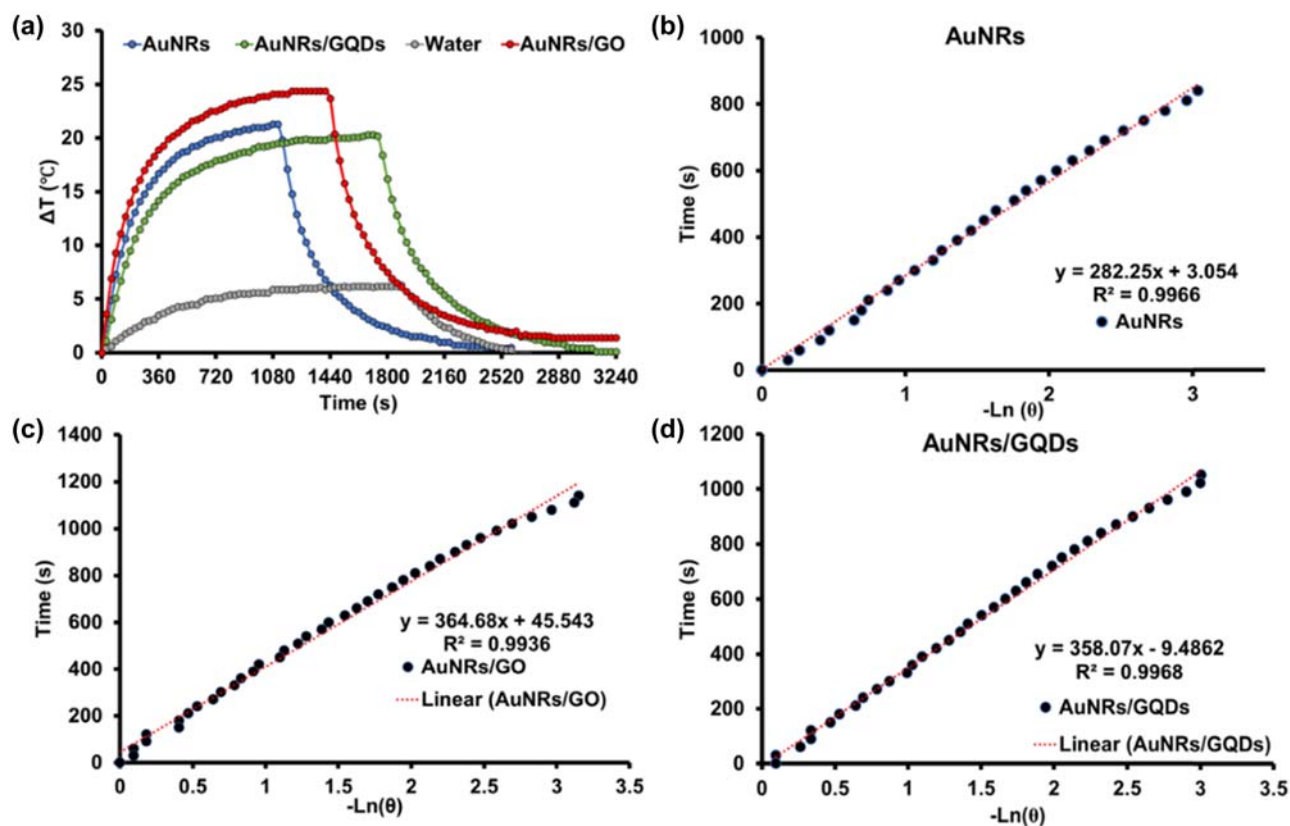 (a)
AuNRs AuNRs/GQDs Water AuNRs/GO
30
25
20
15
10
5
0
ΔT (℃)
0 360 720 1080 1440 1800 2160 2520 2880 3240
Time (s)
(b)
AuNRs
1000
800
600
400
200
0
Time (s)
y = 282.25x + 3.054
R² = 0.9966
AuNRs
0 1 2 3
-Ln (θ)
(c)
1400
1200
1000
800
600
400
200
0
Time (s)
y = 364.68x + 45.543
R² = 0.9936
AuNRs/GO
Linear (AuNRs/GO)
0 0.5 1 1.5 2 2.5 3 3.5
-Ln(θ)
(d)
AuNRs/GQDs
1200
1000
800
600
400
200
0
Time (s)
y = 358.07x - 9.4862
R² = 0.9968
AuNRs/GQDs
Linear (AuNRs/GQDs)
0 0.5 1 1.5 2 2.5 3 3.5
-Ln(θ)